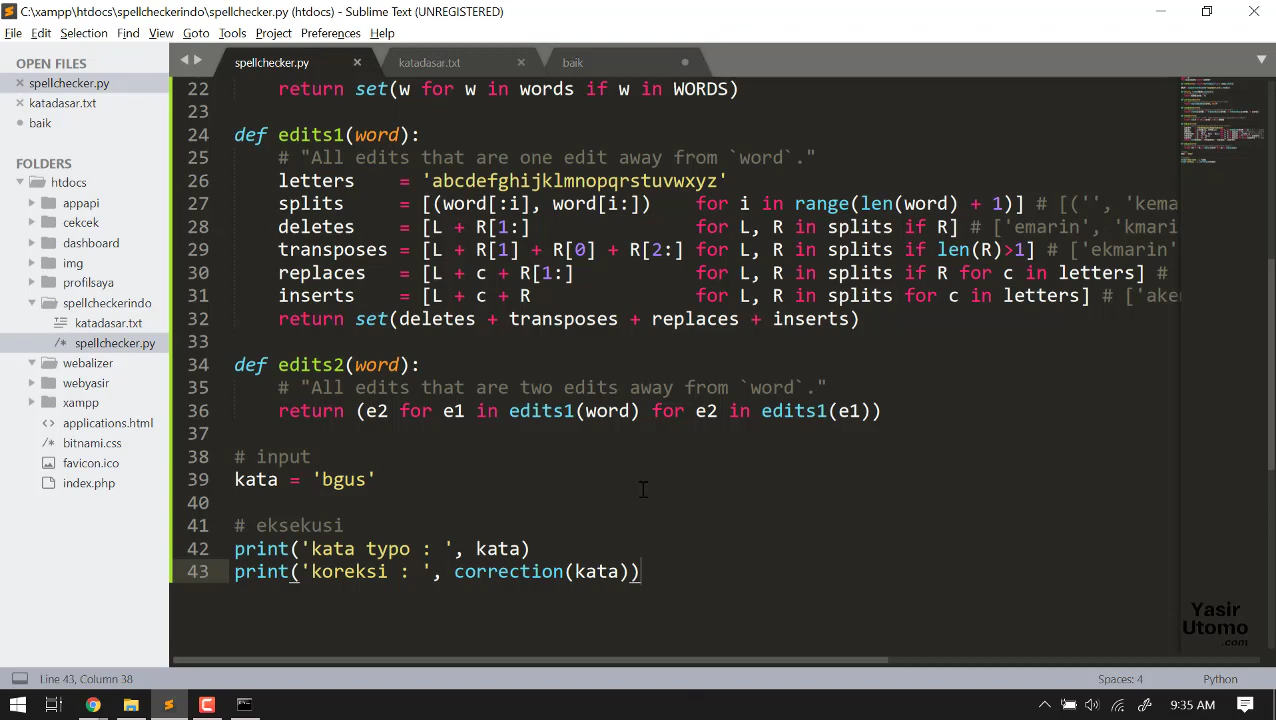 C:\xampp\htdocs\spellcheckerindo\spellchecker.py (htdocs) - Sublime Text (UNREGISTERED)
File Edit Selection Find View Goto Tools Project Preferences Help
OPEN FILES
spellchecker.py
katadasar.txt
baik
FOLDERS
htdocs
appapi
cekcek
dashboard
img
profilsaya
spellcheckerindo
katadasar.txt
/* spellchecker.py
webalizer
webyasir
xampp
<> applications.html
/* bitnami.css
favicon.ico
index.php
spellchecker.py katadasar.txt baik
22 return set(w for w in words if w in WORDS)
23
24 def edits1(word):
25 # "All edits that are one edit away from `word`."
26 letters    = 'abcdefghijklmnopqrstuvwxyz'
27 splits     = [(word[:i], word[i:])    for i in range(len(word) + 1)] # [('', 'kema
28 deletes    = [L + R[1:]               for L, R in splits if R] # ['emarin', 'kmari
29 transposes = [L + R[1] + R[0] + R[2:] for L, R in splits if len(R)>1] # ['ekmarin'
30 replaces   = [L + c + R[1:]           for L, R in splits if R for c in letters] #
31 inserts    = [L + c + R               for L, R in splits for c in letters] # ['ake
32 return set(deletes + transposes + replaces + inserts)
33
34 def edits2(word):
35 # "All edits that are two edits away from `word`."
36 return (e2 for e1 in edits1(word) for e2 in edits1(e1))
37
38 # input
39 kata = 'bgus'
40
41 # eksekusi
42 print('kata typo : ', kata)
43 print('koreksi : ', correction(kata))
Yasir
Utomo
.com
Line 43, Column 38 Spaces: 4 Python
9:35 AM